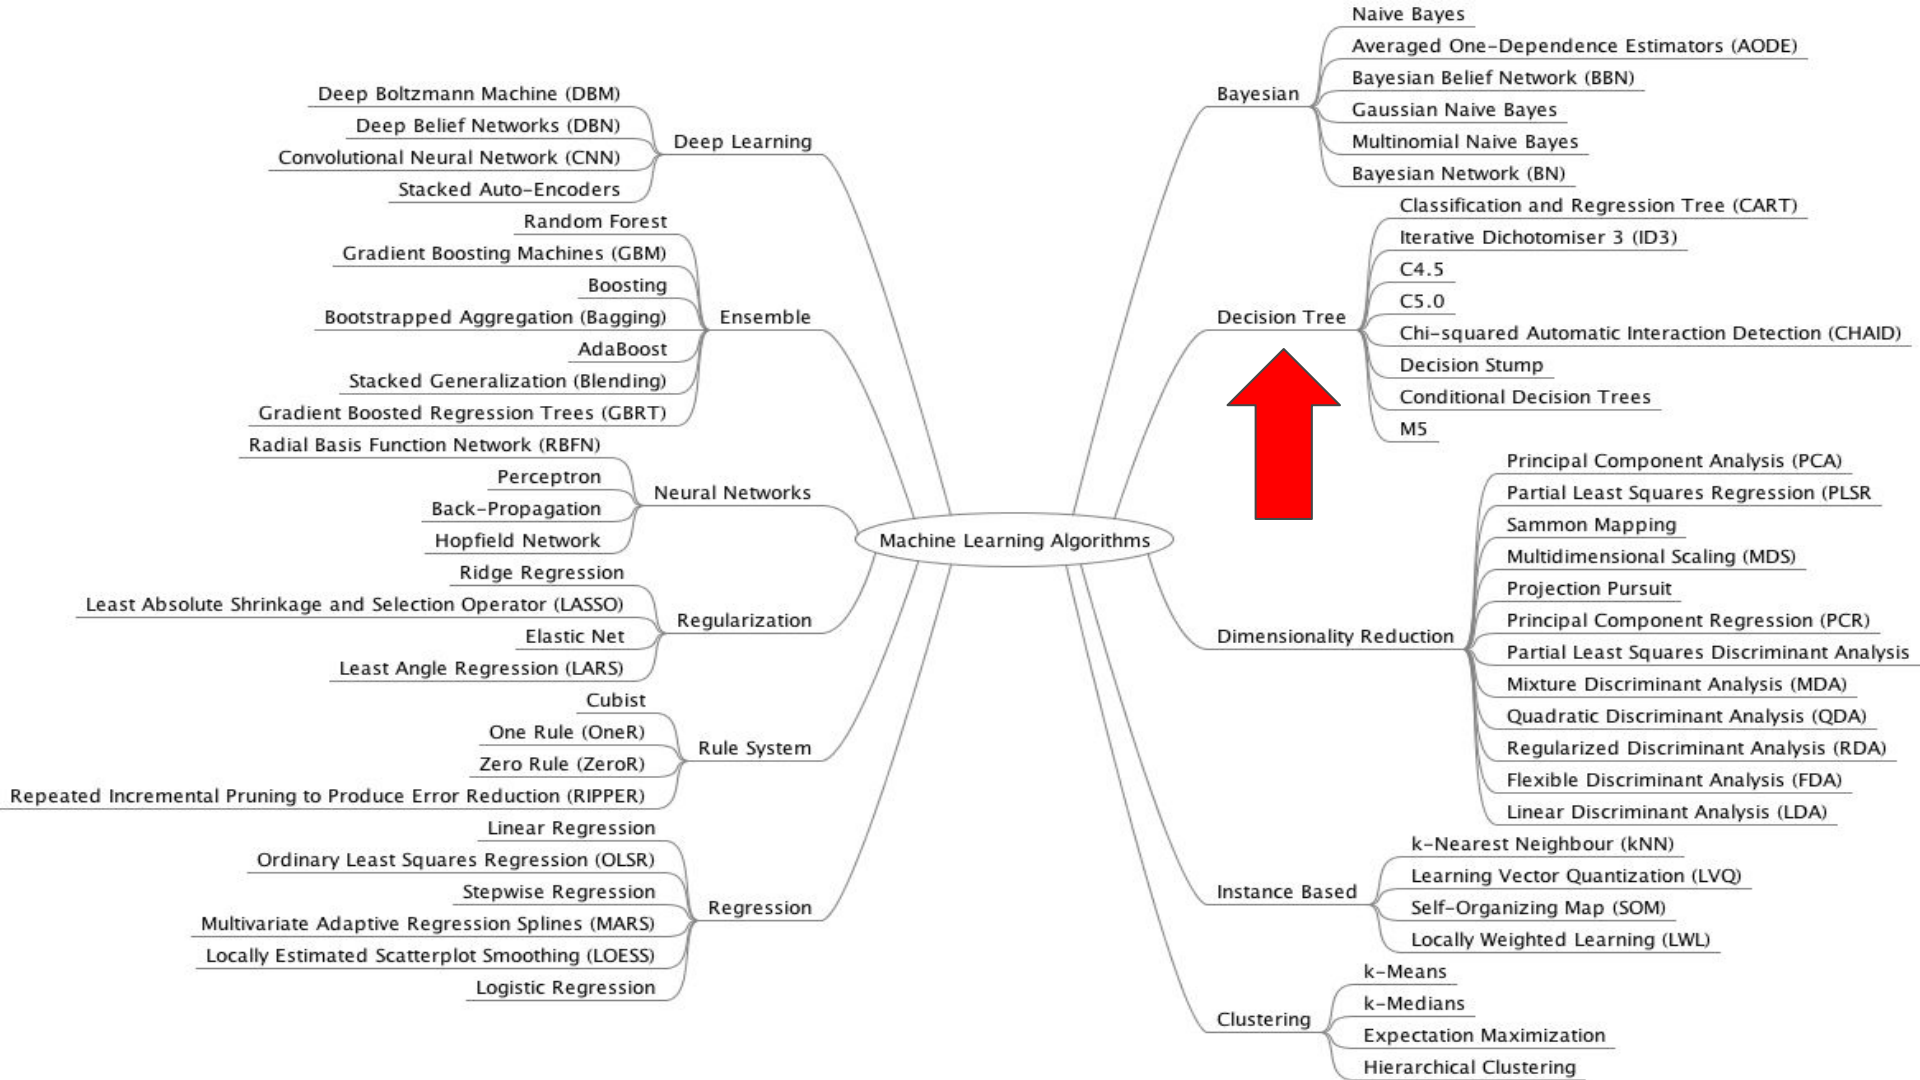 Machine Learning Algorithms
Deep Learning
Deep Boltzmann Machine (DBM)
Deep Belief Networks (DBN)
Convolutional Neural Network (CNN)
Stacked Auto-Encoders
Ensemble
Random Forest
Gradient Boosting Machines (GBM)
Boosting
Bootstrapped Aggregation (Bagging)
AdaBoost
Stacked Generalization (Blending)
Gradient Boosted Regression Trees (GBRT)
Neural Networks
Radial Basis Function Network (RBFN)
Perceptron
Back-Propagation
Hopfield Network
Regularization
Ridge Regression
Least Absolute Shrinkage and Selection Operator (LASSO)
Elastic Net
Least Angle Regression (LARS)
Rule System
Cubist
One Rule (OneR)
Zero Rule (ZeroR)
Repeated Incremental Pruning to Produce Error Reduction (RIPPER)
Regression
Linear Regression
Ordinary Least Squares Regression (OLSR)
Stepwise Regression
Multivariate Adaptive Regression Splines (MARS)
Locally Estimated Scatterplot Smoothing (LOESS)
Logistic Regression
Bayesian
Naive Bayes
Averaged One-Dependence Estimators (AODE)
Bayesian Belief Network (BBN)
Gaussian Naive Bayes
Multinomial Naive Bayes
Bayesian Network (BN)
Decision Tree
Classification and Regression Tree (CART)
Iterative Dichotomiser 3 (ID3)
C4.5
C5.0
Chi-squared Automatic Interaction Detection (CHAID)
Decision Stump
Conditional Decision Trees
M5
Dimensionality Reduction
Principal Component Analysis (PCA)
Partial Least Squares Regression (PLSR
Sammon Mapping
Multidimensional Scaling (MDS)
Projection Pursuit
Principal Component Regression (PCR)
Partial Least Squares Discriminant Analysis
Mixture Discriminant Analysis (MDA)
Quadratic Discriminant Analysis (QDA)
Regularized Discriminant Analysis (RDA)
Flexible Discriminant Analysis (FDA)
Linear Discriminant Analysis (LDA)
Instance Based
k-Nearest Neighbour (kNN)
Learning Vector Quantization (LVQ)
Self-Organizing Map (SOM)
Locally Weighted Learning (LWL)
Clustering
k-Means
k-Medians
Expectation Maximization
Hierarchical Clustering